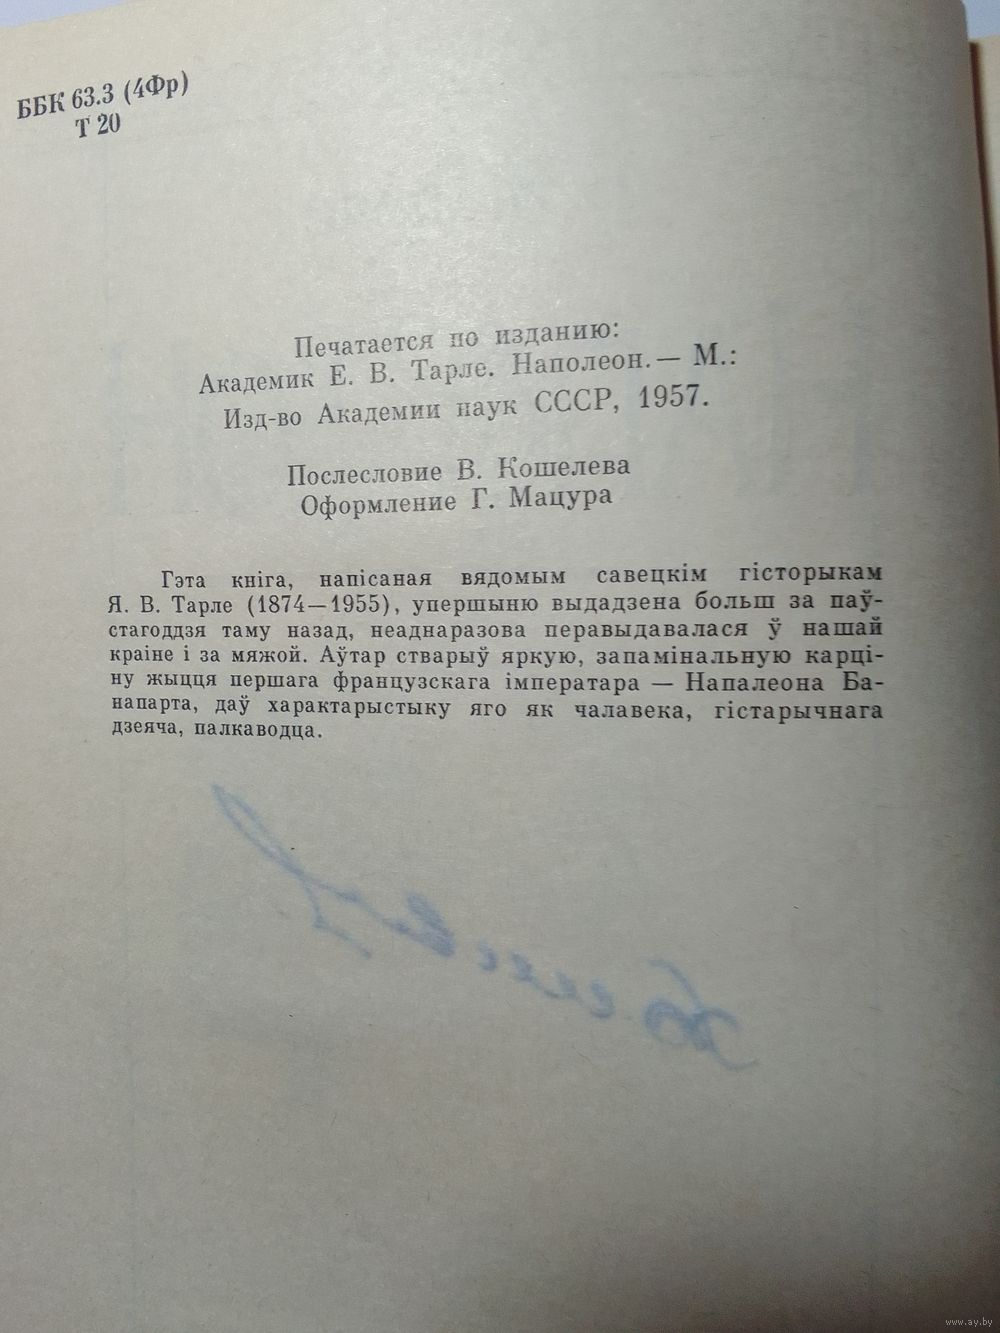 ББК 63.3 (4Фр)
Т 20
Печатается по изданию:
Академик Е. В. Тарле. Наполеон. — М.:
Изд-во Академии наук СССР, 1957.
Послесловие В. Кошелева
Оформление Г. Мацура
Гэта кніга, напісаная вядомым савецкім гісторыкам
Я. В. Тарле (1874—1955), упершыню выдадзена больш за паў-
стагоддзя таму назад, неаднаразова перавыдавалася ў нашай
краіне і за мяжой. Аўтар стварыў яркую, запамінальную карці-
ну жыцця першага французскага імператара — Напалеона Ба-
напарта, даў характарыстыку яго як чалавека, гістарычнага
дзеяча, палкаводца.
www.ay.by